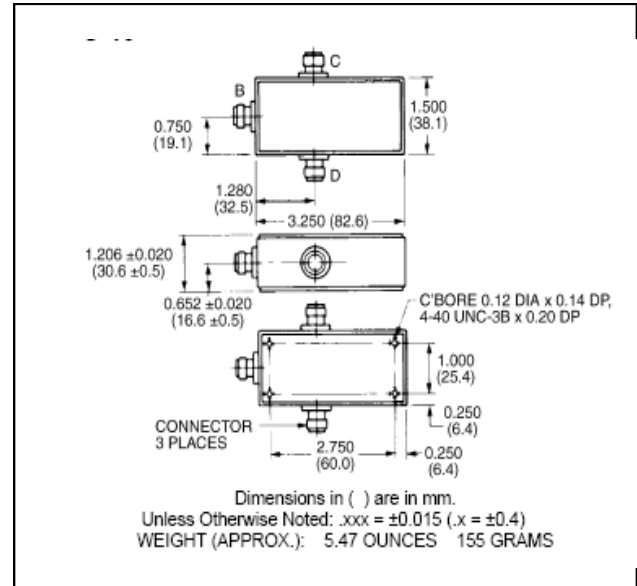 C
B
0.750
(19.1)
1.500
(38.1)
D
1.280
(32.5)
3.250 (82.6)
1.206 ±0.020
(30.6 ±0.5)
0.652 ±0.020
(16.6 ±0.5)
C'BORE 0.12 DIA x 0.14 DP,
4-40 UNC-3B x 0.20 DP
1.000
(25.4)
0.250
(6.4)
CONNECTOR
3 PLACES
2.750
(60.0)
0.250
(6.4)
Dimensions in ( ) are in mm.
Unless Otherwise Noted: .xxx = ±0.015 (.x = ±0.4)
WEIGHT (APPROX.): 5.47 OUNCES 155 GRAMS